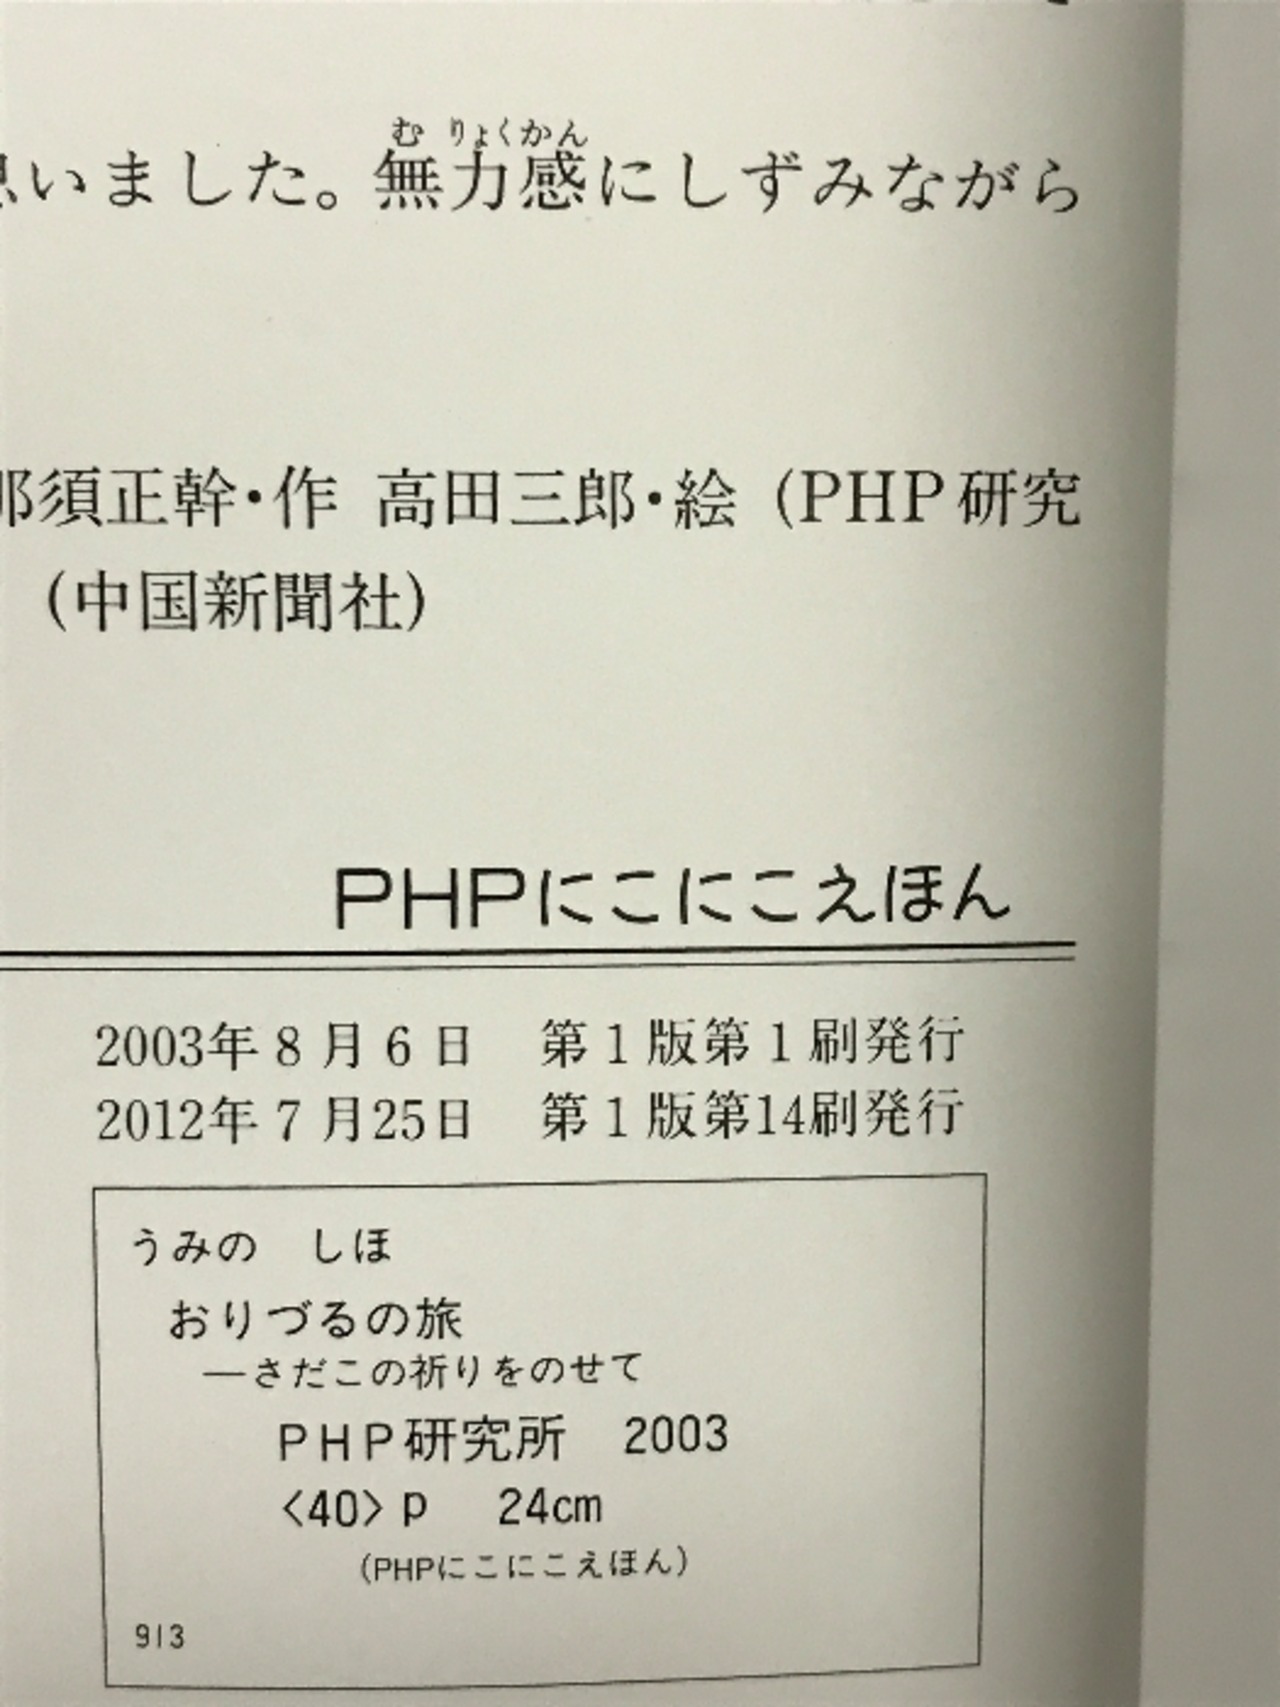 いました。無力感にしずみながら
須正幹・作 高田三郎・絵 (PHP研究
(中国新聞社)
PHPにこにこえほん
2003年8月6日 第1版第1刷発行
2012年7月25日 第1版第14刷発行
うみの しほ
おりづるの旅
―さだこの祈りをのせて
PHP研究所 2003
〈40〉p 24cm
(PHPにこにこえほん)
913